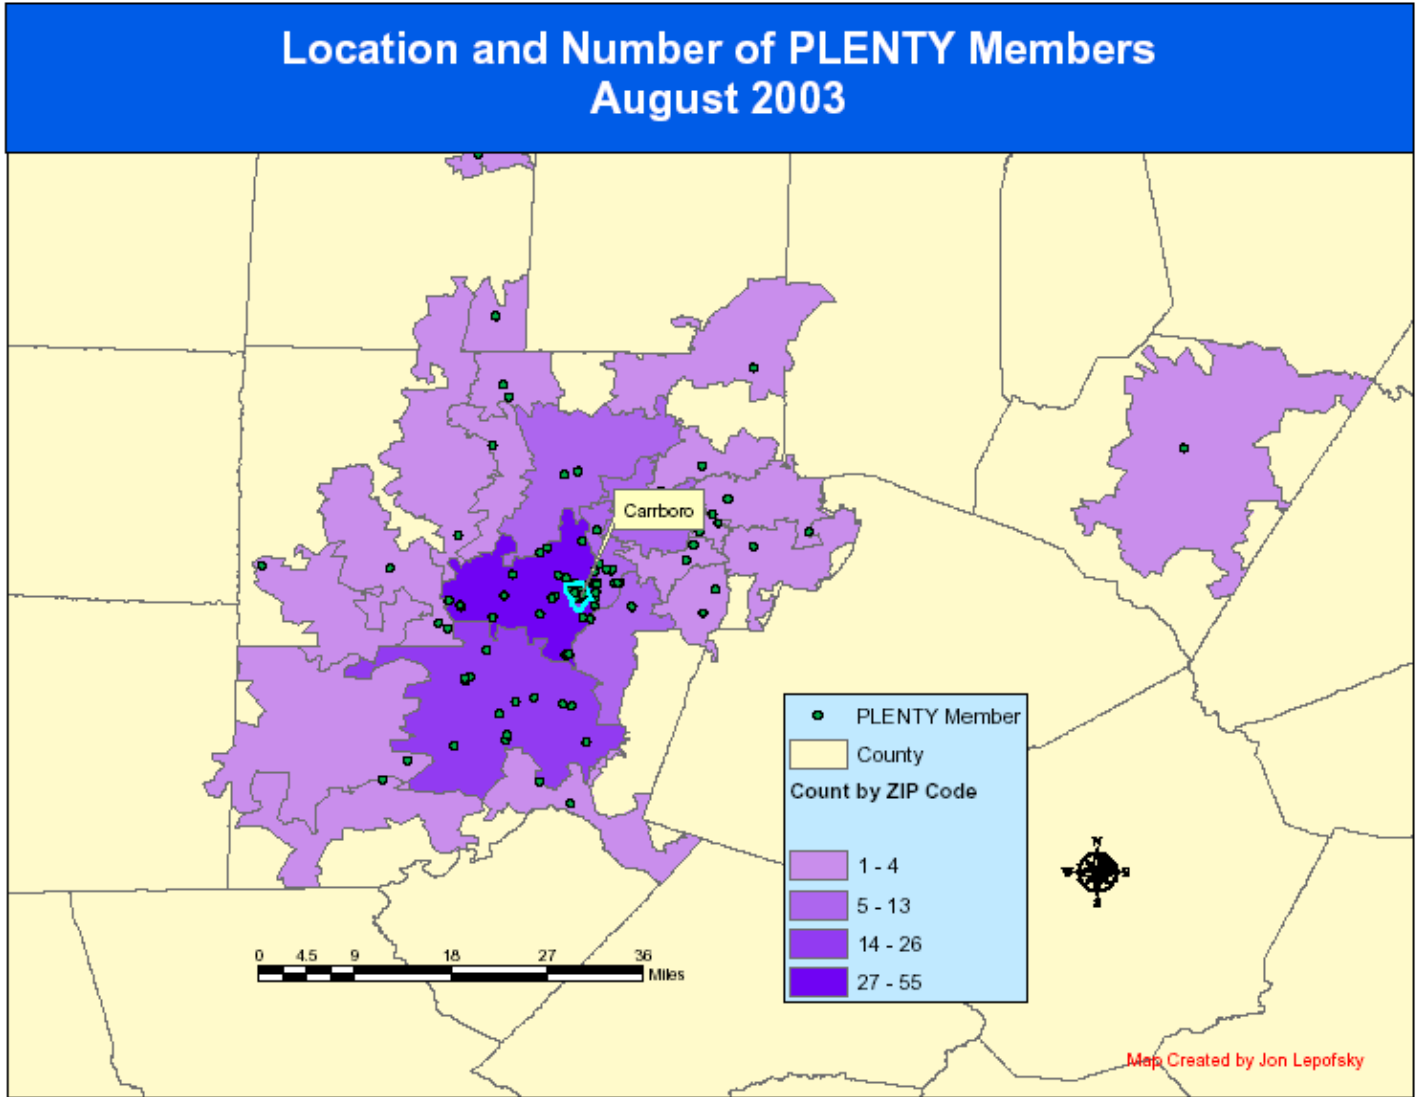 Location and Number of PLENTY Members
August 2003
Carrboro
PLENTY Member
County
Count by ZIP Code
1 - 4
5 - 13
14 - 26
27 - 55
N
W
E
S
0 4.5 9 18 27 36
Miles
Map Created by Jon Lepofsky